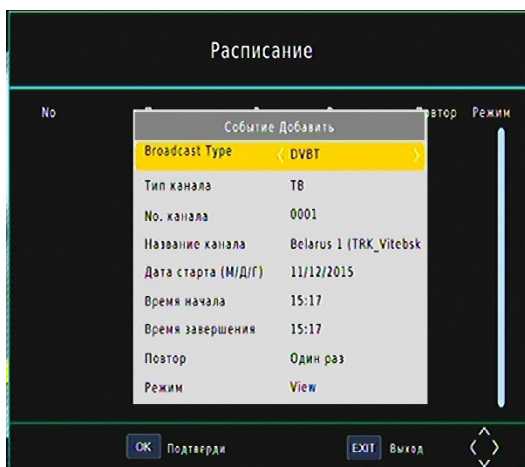 Расписание
No Повтор Режим
Событие Добавить
Broadcast Type DVBT
Тип канала ТВ
No. канала 0001
Название канала Belarus 1 (TRK_Vitebsk
Дата старта (М/Д/Г) 11/12/2015
Время начала 15:17
Время завершения 15:17
Повтор Один раз
Режим View
OK Подтверди EXIT Выход